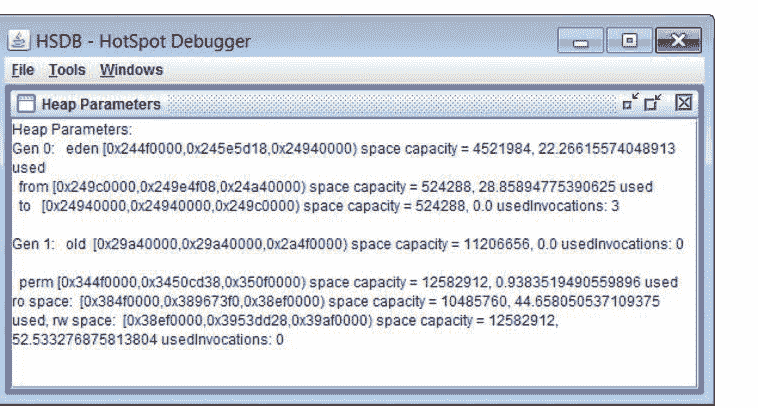 HSDB - HotSpot Debugger
File Tools Windows
Heap Parameters
Heap Parameters:
Gen 0: eden [0x244f0000,0x245e5d18,0x24940000) space capacity = 4521984, 22.26615574048913
used
from [0x249c0000,0x249e4f08,0x24a40000) space capacity = 524288, 28.85894775390625 used
to [0x24940000,0x24940000,0x249c0000) space capacity = 524288, 0.0 usedInvocations: 3
Gen 1: old [0x29a40000,0x29a40000,0x2a4f0000) space capacity = 11206656, 0.0 usedInvocations: 0
perm [0x344f0000,0x3450cd38,0x350f0000) space capacity = 12582912, 0.9383519490559896 used
ro space: [0x384f0000,0x389673f0,0x38ef0000) space capacity = 10485760, 44.658050537109375
used, rw space: [0x38ef0000,0x3953dd28,0x39af0000) space capacity = 12582912,
52.533276875813804 usedInvocations: 0